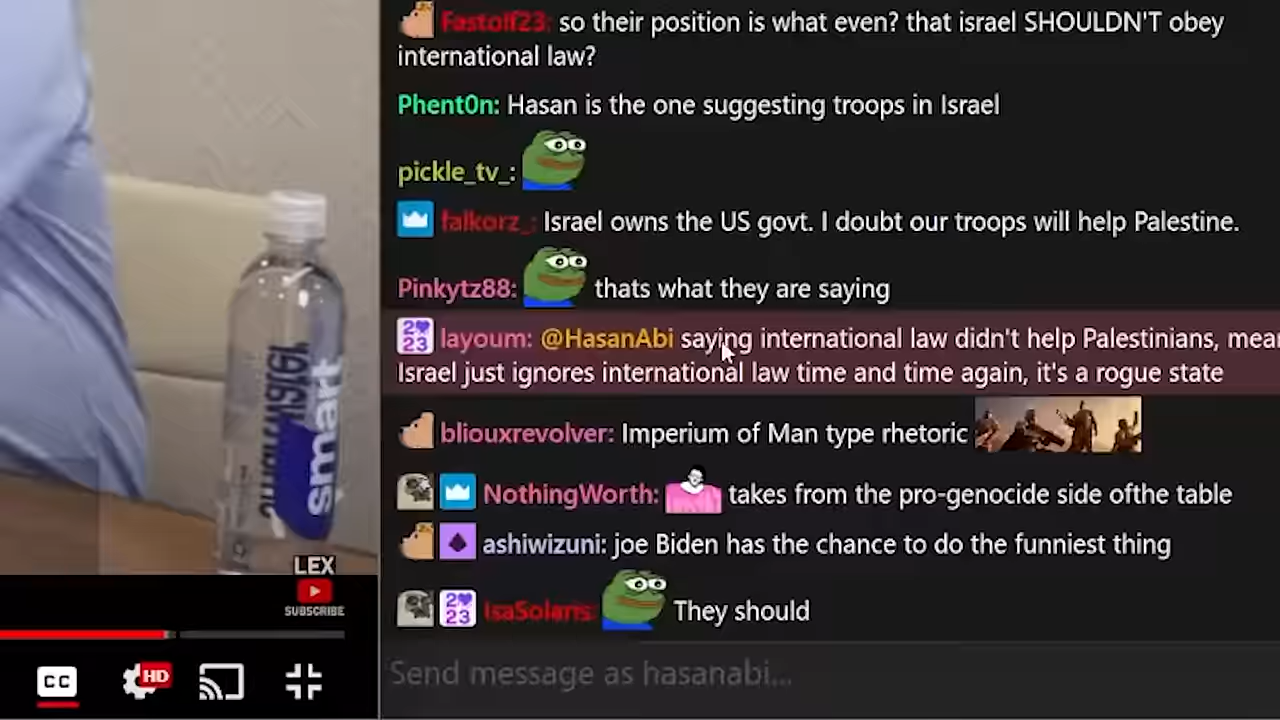 Fastolf23: so their position is what even? that israel SHOULDN'T obey
international law?
Phent0n: Hasan is the one suggesting troops in Israel
pickle_tv_:
falkorz_: Israel owns the US govt. I doubt our troops will help Palestine.
Pinkytz88: thats what they are saying
2023 layoum: @HasanAbi saying international law didn't help Palestinians,
Israel just ignores international law time and time again, it's a rogue state
bliouxrevolver: Imperium of Man type rhetoric
NothingWorth: takes from the pro-genocide side ofthe table
ashiwizuni: joe Biden has the chance to do the funniest thing
2023 IsaSolaris: They should
Send message as hasanabi...
smart
LEX
SUBSCRIBE
CC
HD